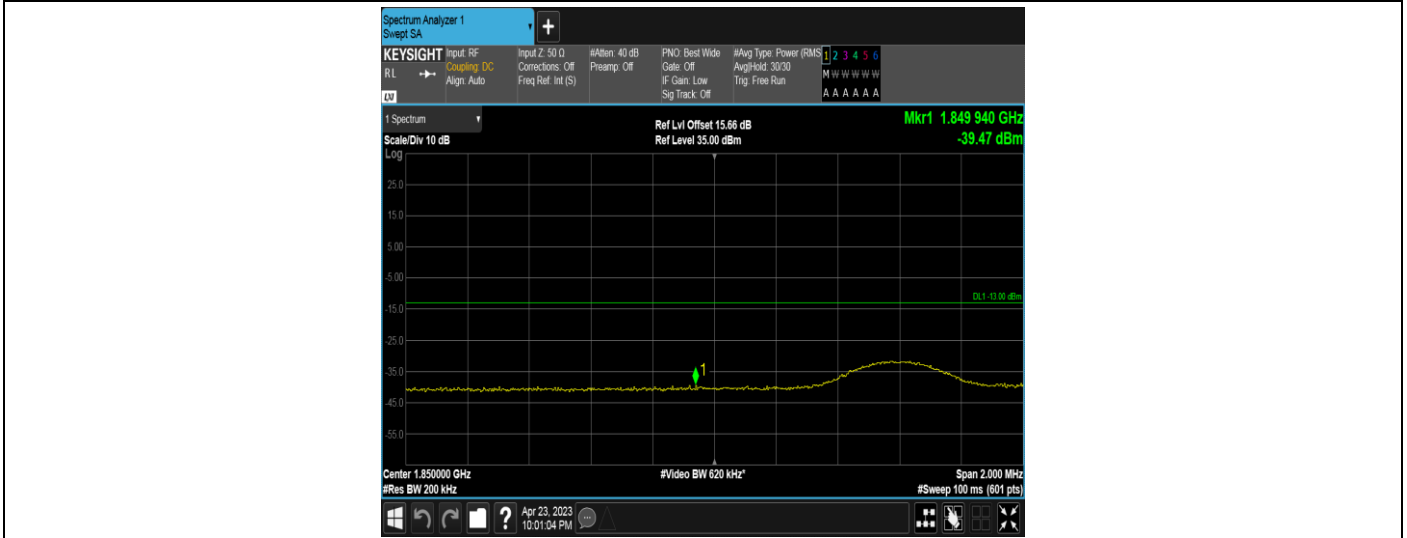 Spectrum Analyzer 1
Swept SA
+
KEYSIGHT
RL
LXI
Input: RF
Coupling: DC
Align: Auto
Input Z: 50 Ω
Corrections: Off
Freq Ref: Int (S)
#Atten: 40 dB
Preamp: Off
PNO: Best Wide
Gate: Off
IF Gain: Low
Sig Track: Off
#Avg Type: Power (RMS
Avg|Hold: 30/30
Trig: Free Run
1 2 3 4 5 6
M W W W W W
A A A A A A
1 Spectrum
Scale/Div 10 dB
Ref Lvl Offset 15.66 dB
Ref Level 35.00 dBm
Mkr1 1.849 940 GHz
-39.47 dBm
Log
25.0
15.0
5.00
-5.00
DL1 -13.00 dBm
-15.0
-25.0
-35.0
1
-45.0
-55.0
Center 1.850000 GHz
#Video BW 620 kHz*
Span 2.000 MHz
#Res BW 200 kHz
#Sweep 100 ms (601 pts)
?
Apr 23, 2023
10:01:04 PM